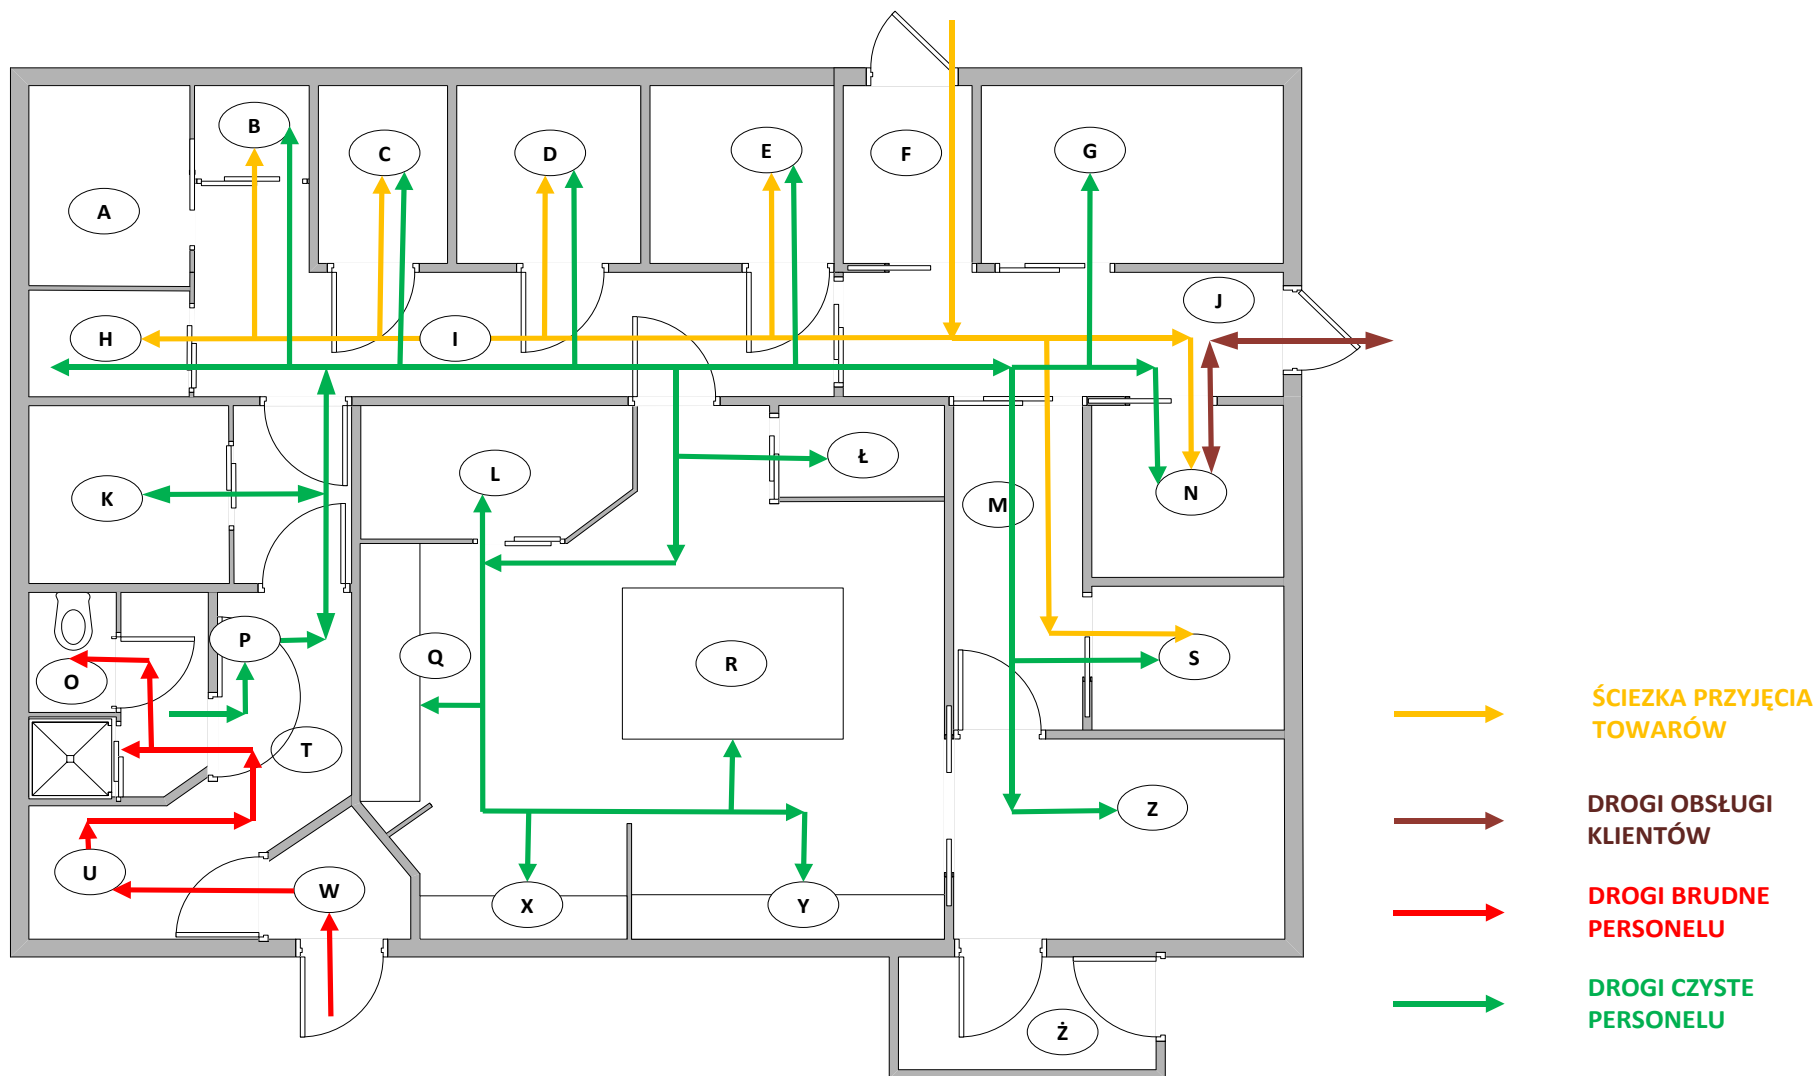 B
C
D
E
F
G
A
J
H
I
L
Ł
K
M
N
P
Q
R
S
O
T
Z
U
W
X
Y
Ż
ŚCIEZKA PRZYJĘCIA
TOWARÓW
DROGI OBSŁUGI
KLIENTÓW
DROGI BRUDNE
PERSONELU
DROGI CZYSTE
PERSONELU